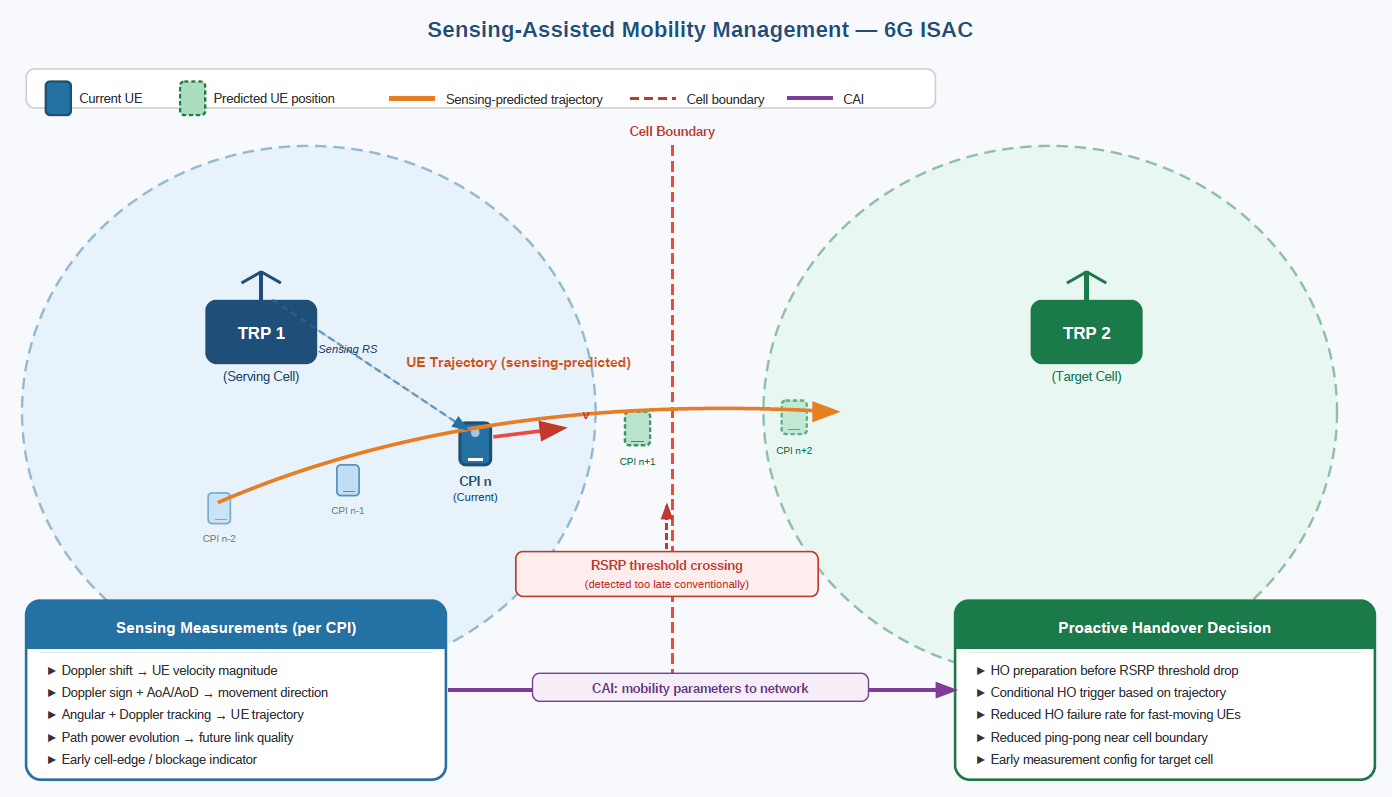 Sensing-Assisted Mobility Management — 6G ISAC
Current UE
Predicted UE position
Sensing-predicted trajectory
Cell boundary
CAI
Cell Boundary
TRP 1
(Serving Cell)
Sensing RS
UE Trajectory (sensing-predicted)
TRP 2
(Target Cell)
v
CPI n+1
CPI n+2
CPI n
(Current)
CPI n-1
CPI n-2
RSRP threshold crossing
(detected too late conventionally)
Sensing Measurements (per CPI)
► Doppler shift → UE velocity magnitude
► Doppler sign + AoA/AoD → movement direction
► Angular + Doppler tracking → UE trajectory
► Path power evolution → future link quality
► Early cell-edge / blockage indicator
CAI: mobility parameters to network
Proactive Handover Decision
► HO preparation before RSRP threshold drop
► Conditional HO trigger based on trajectory
► Reduced HO failure rate for fast-moving UEs
► Reduced ping-pong near cell boundary
► Early measurement config for target cell